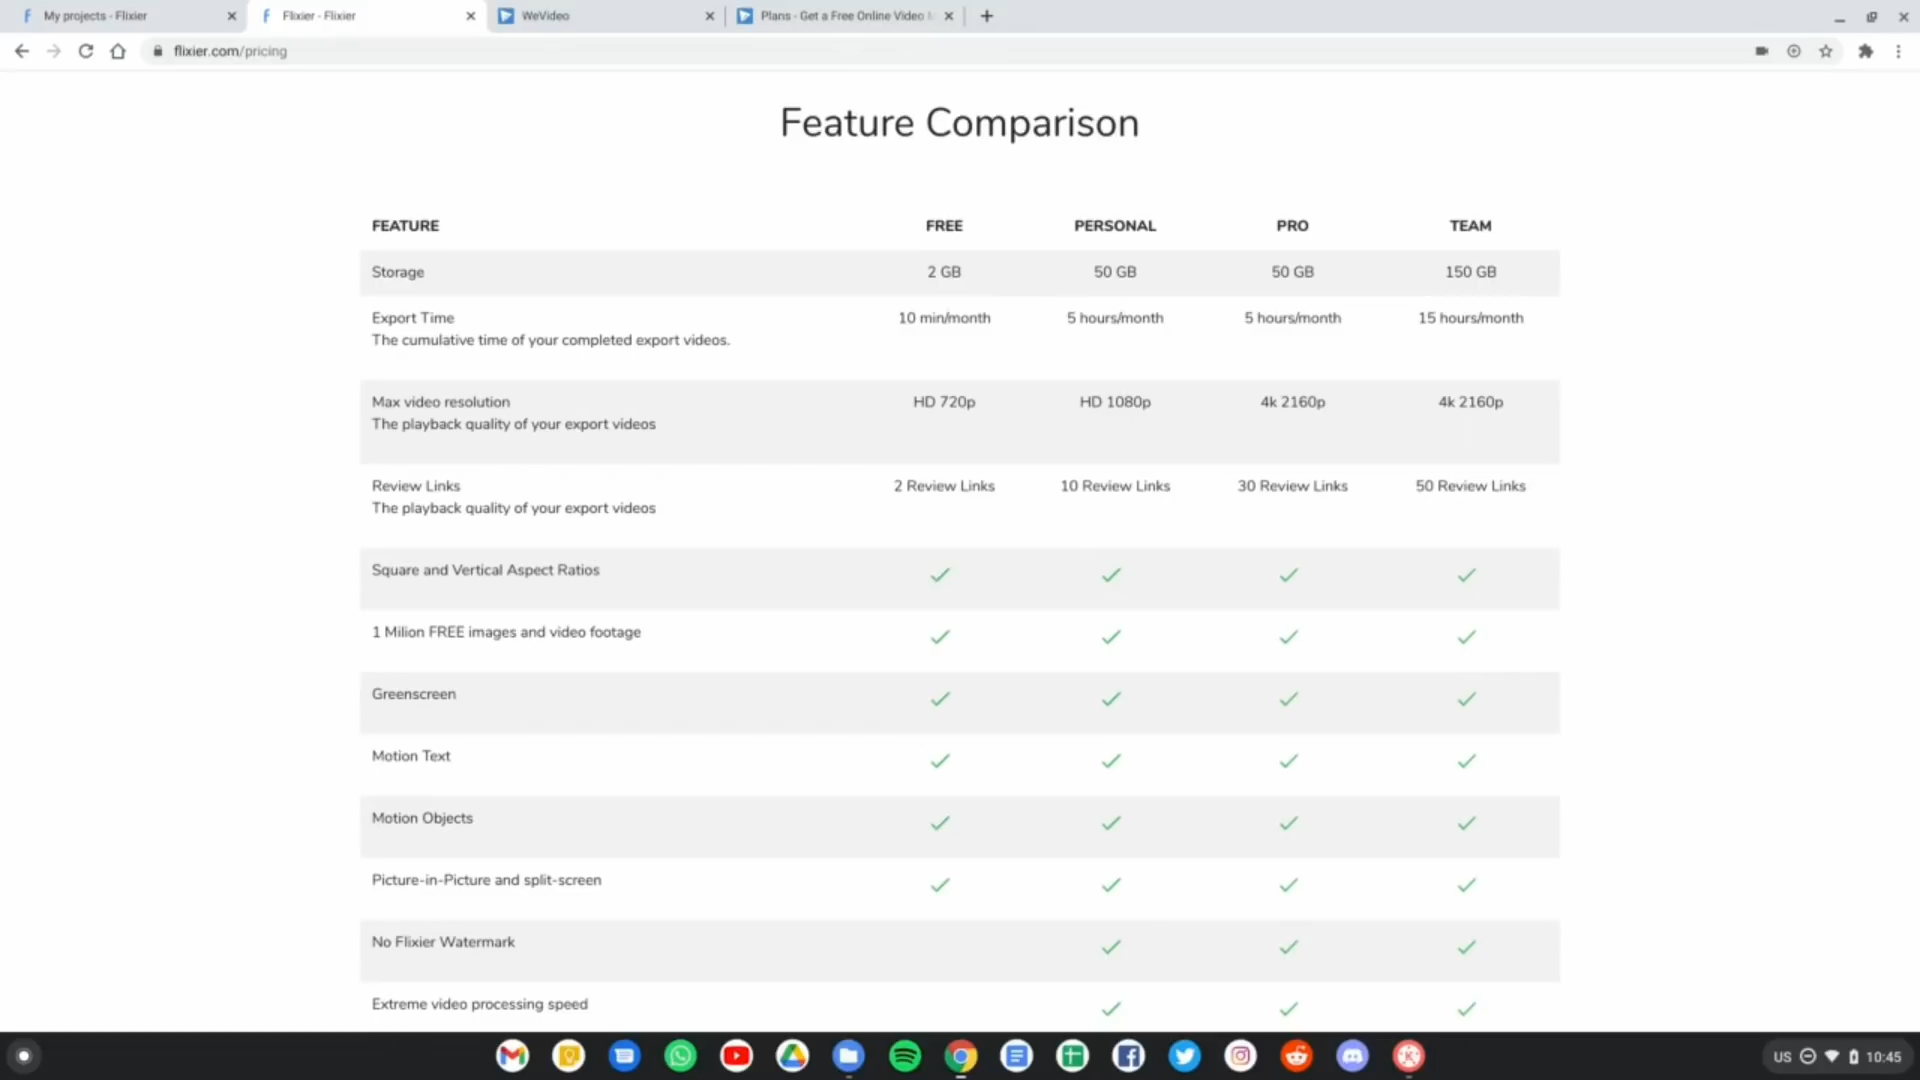 My projects - Flixier
Flixier - Flixier
WeVideo
Plans - Get a Free Online Video
flixier.com/pricing
Feature Comparison
FEATURE FREE PERSONAL PRO TEAM
Storage 2 GB 50 GB 50 GB 150 GB
Export Time 10 min/month 5 hours/month 5 hours/month 15 hours/month
The cumulative time of your completed export videos.
Max video resolution HD 720p HD 1080p 4k 2160p 4k 2160p
The playback quality of your export videos
Review Links 2 Review Links 10 Review Links 30 Review Links 50 Review Links
The playback quality of your export videos
Square and Vertical Aspect Ratios
1 Milion FREE images and video footage
Greenscreen
Motion Text
Motion Objects
Picture-in-Picture and split-screen
No Flixier Watermark
Extreme video processing speed
US 10:45